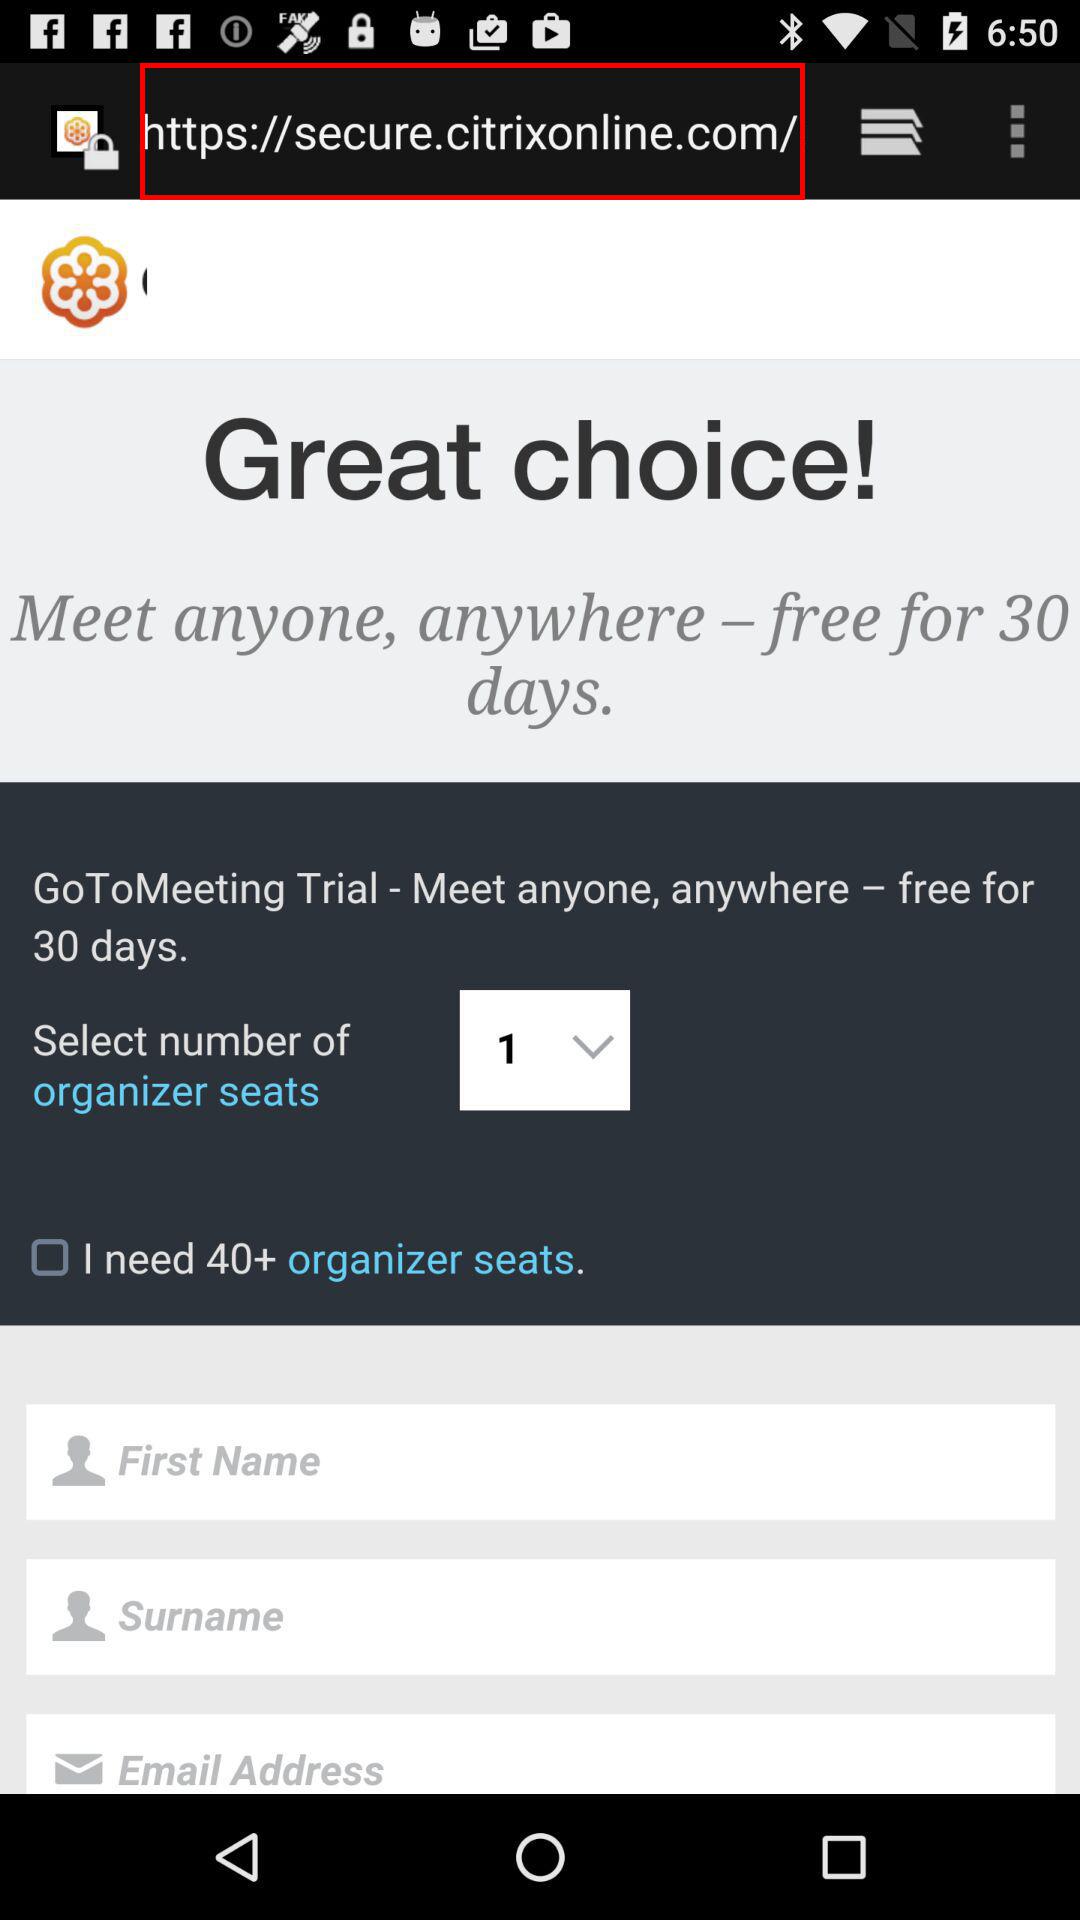 FAKE
6:50
https://secure.citrixonline.com/
Great choice!
Meet anyone, anywhere – free for 30
days.
GoToMeeting Trial - Meet anyone, anywhere – free for
30 days.
Select number of
organizer seats
1
I need 40+ organizer seats.
First Name
Surname
Email Address